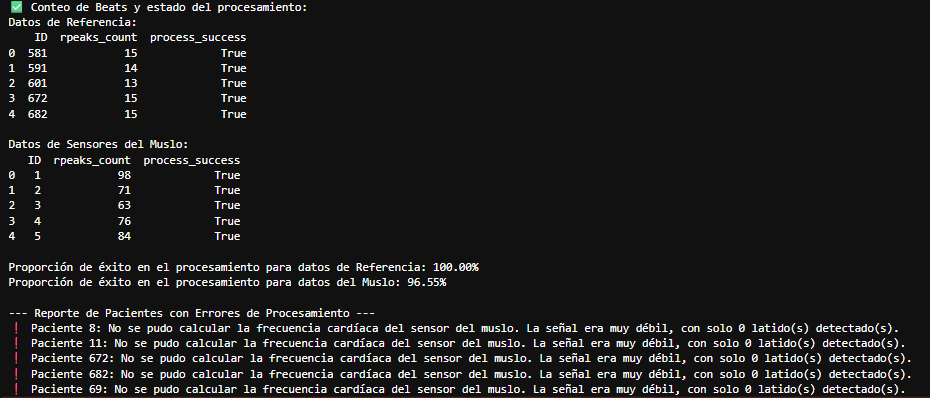 ✅ Conteo de Beats y estado del procesamiento:
Datos de Referencia:
ID rpeaks_count process_success
0 581 15 True
1 591 14 True
2 601 13 True
3 672 15 True
4 682 15 True
Datos de Sensores del Muslo:
ID rpeaks_count process_success
0 1 98 True
1 2 71 True
2 3 63 True
3 4 76 True
4 5 84 True
Proporción de éxito en el procesamiento para datos de Referencia: 100.00%
Proporción de éxito en el procesamiento para datos del Muslo: 96.55%
--- Reporte de Pacientes con Errores de Procesamiento ---
❗ Paciente 8: No se pudo calcular la frecuencia cardíaca del sensor del muslo. La señal era muy débil, con solo 0 latido(s) detectado(s).
❗ Paciente 11: No se pudo calcular la frecuencia cardíaca del sensor del muslo. La señal era muy débil, con solo 0 latido(s) detectado(s).
❗ Paciente 672: No se pudo calcular la frecuencia cardíaca del sensor del muslo. La señal era muy débil, con solo 0 latido(s) detectado(s).
❗ Paciente 682: No se pudo calcular la frecuencia cardíaca del sensor del muslo. La señal era muy débil, con solo 0 latido(s) detectado(s).
❗ Paciente 69: No se pudo calcular la frecuencia cardíaca del sensor del muslo. La señal era muy débil, con solo 0 latido(s) detectado(s).